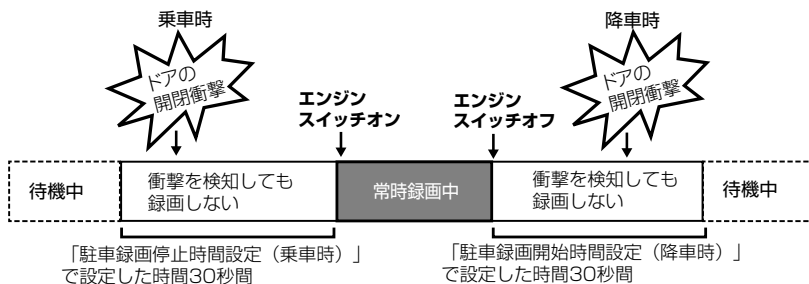 乗車時
降車時
ドアの
開閉衝撃
ドアの
開閉衝撃
エンジン
スイッチオン
エンジン
スイッチオフ
待機中
衝撃を検知しても
録画しない
常時録画中
衝撃を検知しても
録画しない
待機中
「駐車録画停止時間設定（乗車時）」
で設定した時間30秒間
「駐車録画開始時間設定（降車時）」
で設定した時間30秒間